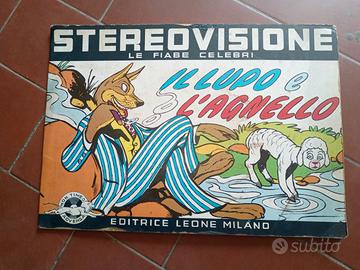 STEREOVISIONE
LE FIABE CELEBRI
IL LUPO e
L'AGNELLO
EDITRICE LEONE MILANO
subito